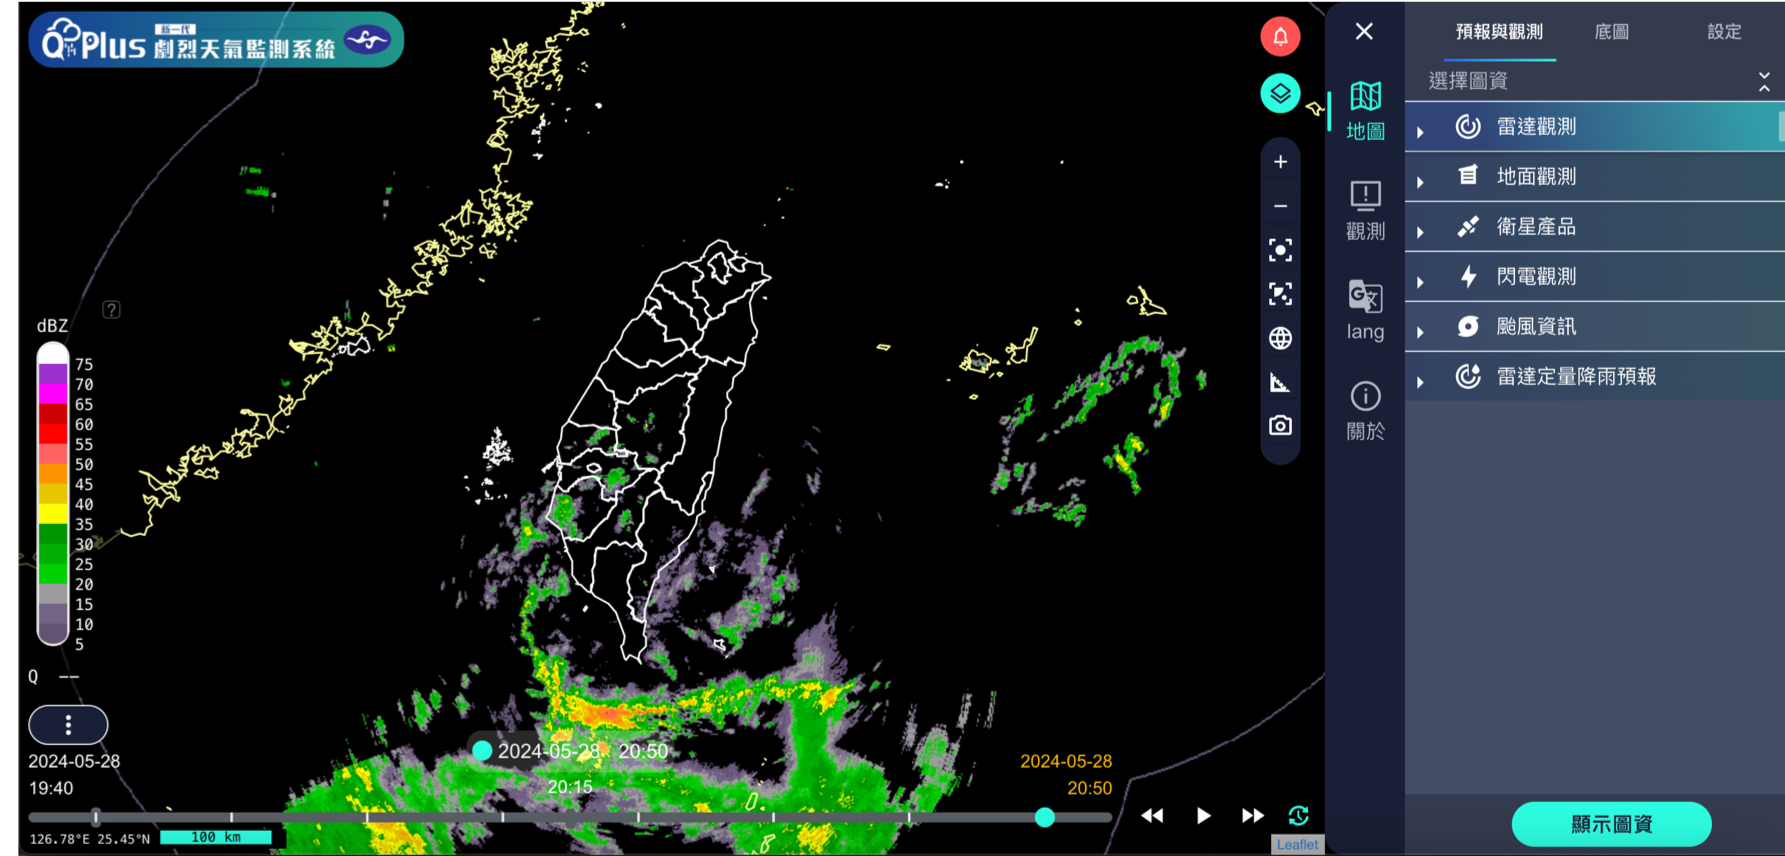 QPlus 新一代 劇烈天氣監測系統
預報與觀測 底圖 設定
選擇圖資
雷達觀測
地面觀測
衛星產品
閃電觀測
颱風資訊
雷達定量降雨預報
顯示圖資
地圖
觀測
lang
關於
?
dBZ
75
70
65
60
55
50
45
40
35
30
25
20
15
10
5
Q --
2024-05-28
19:40
2024-05-28 20:50
20:15
2024-05-28
20:50
126.78°E 25.45°N 100 km
Leaflet